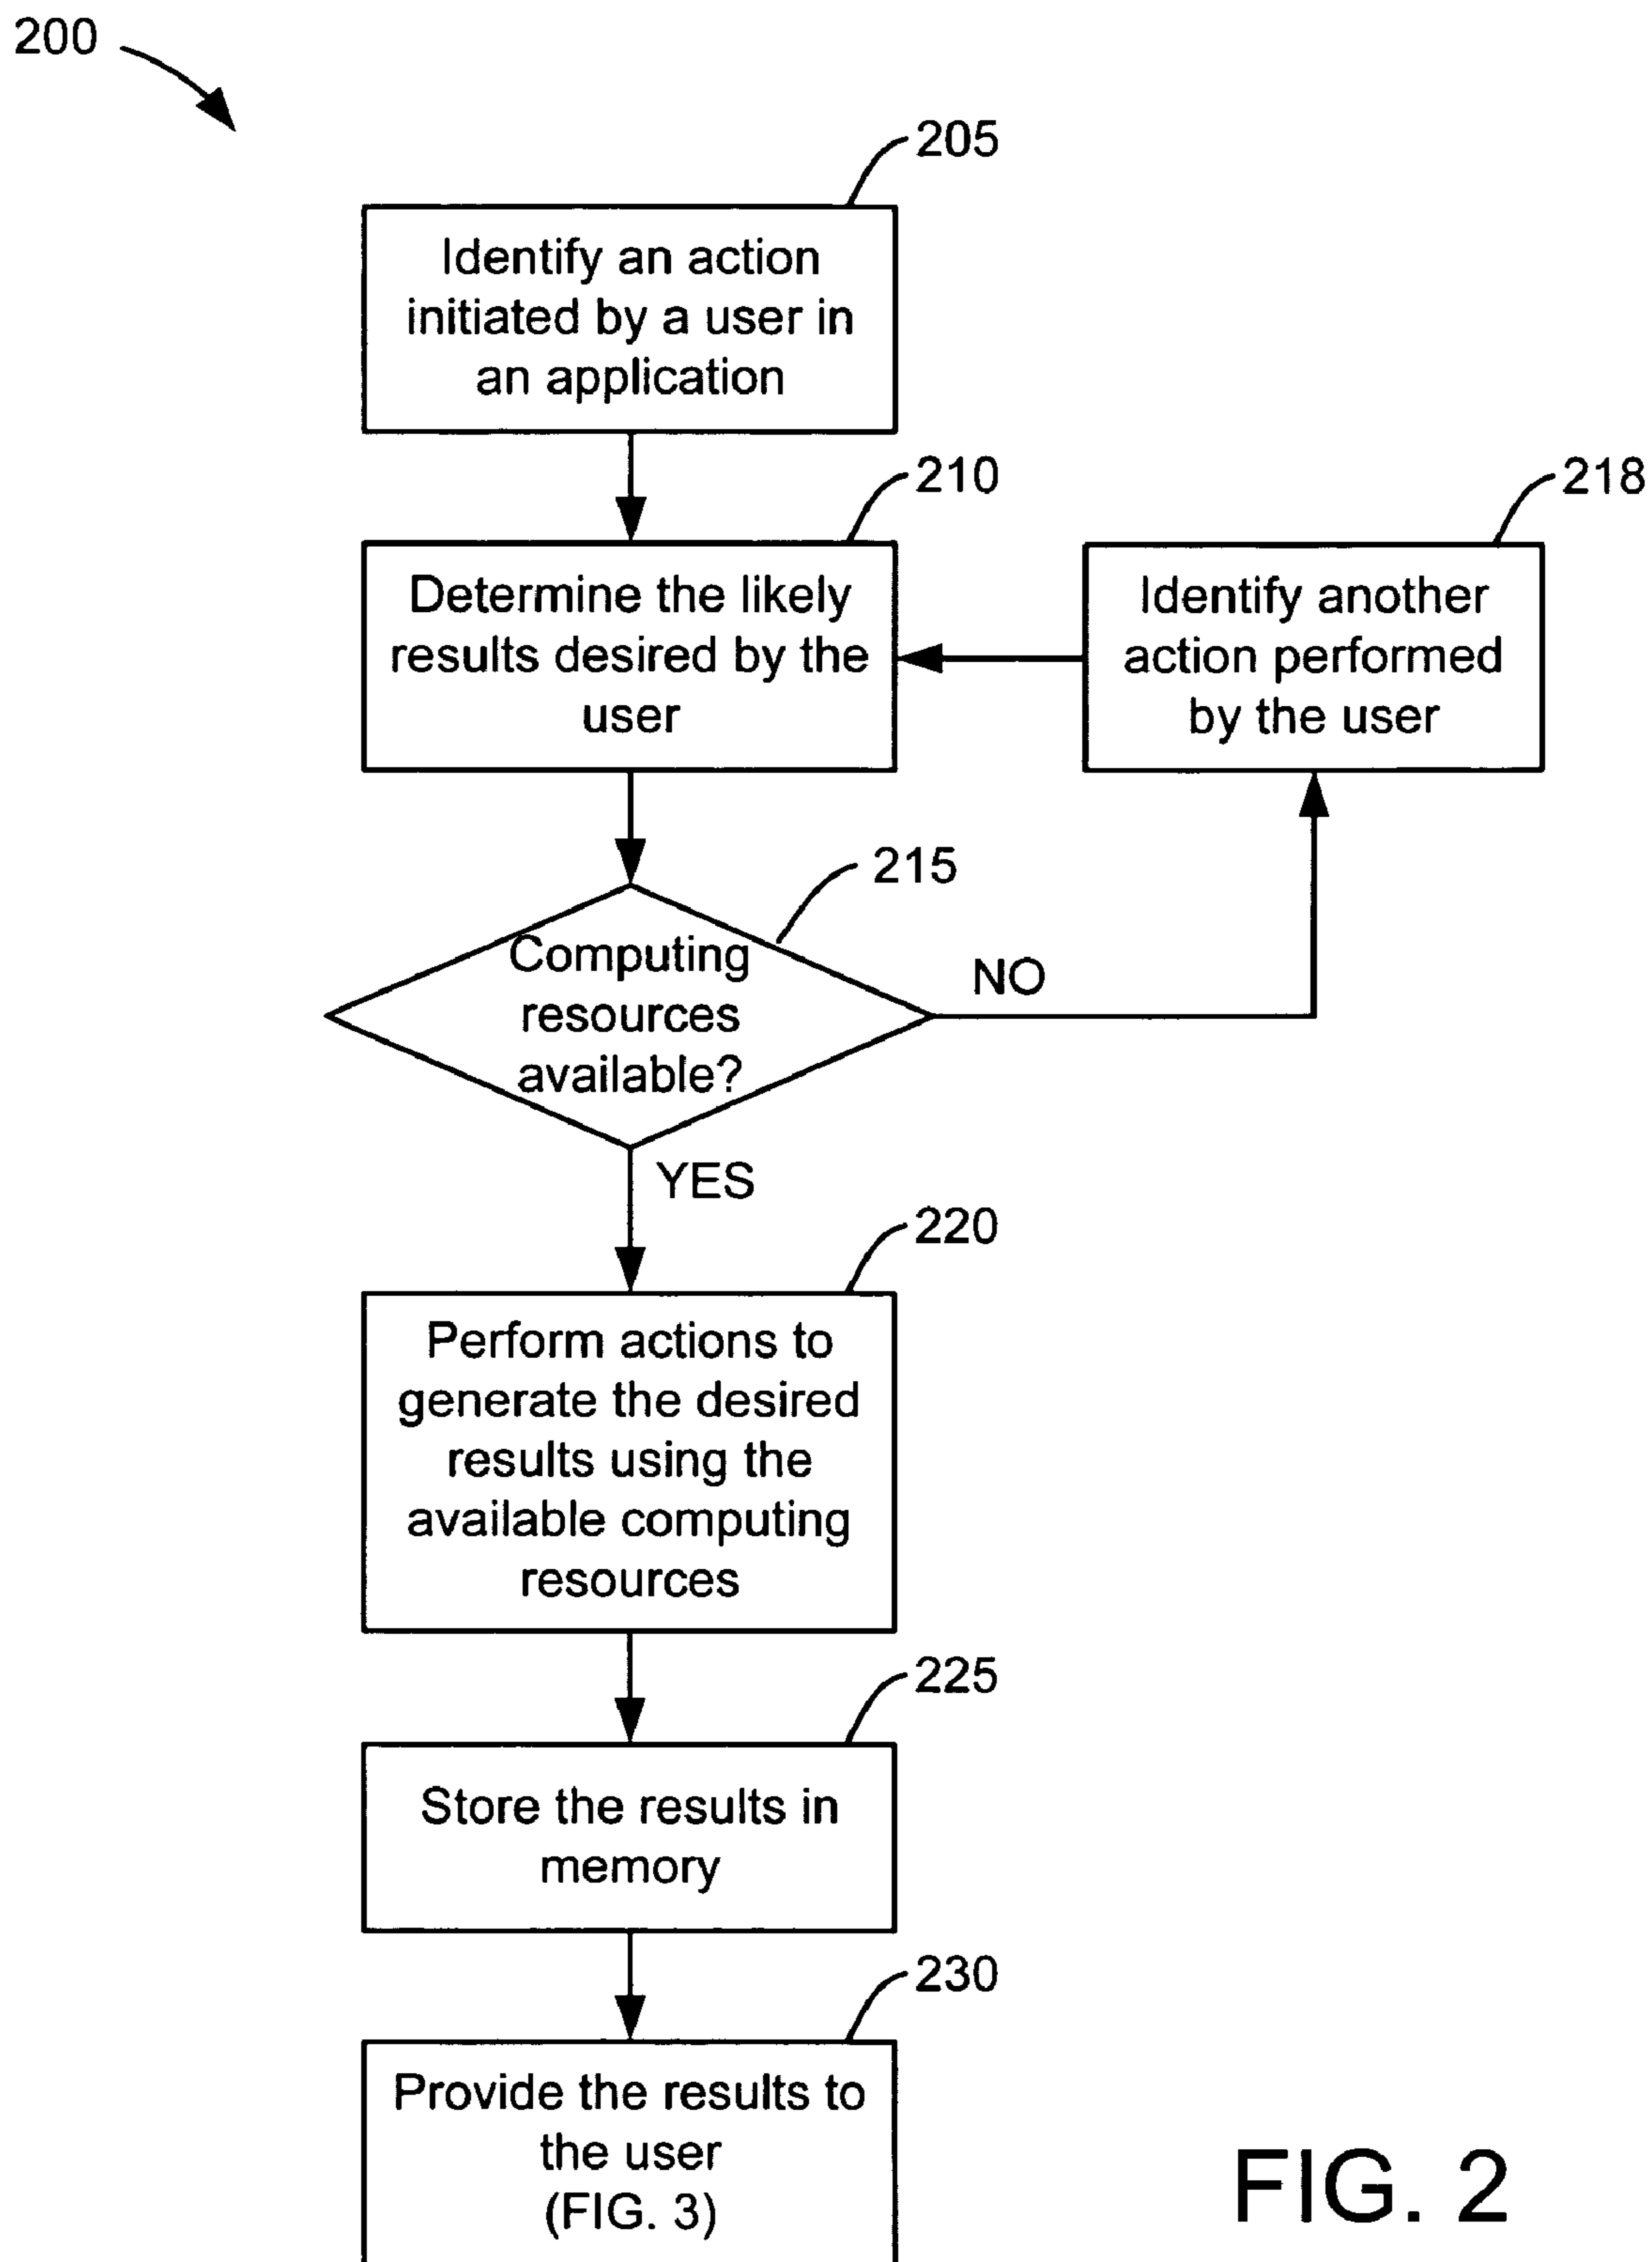 200
205
Identify an action
initiated by a user in
an application
210
Determine the likely
results desired by the
user
218
Identify another
action performed
by the user
215
Computing
resources
available?
NO
YES
220
Perform actions to
generate the desired
results using the
available computing
resources
225
Store the results in
memory
230
Provide the results to
the user
(FIG. 3)
FIG. 2